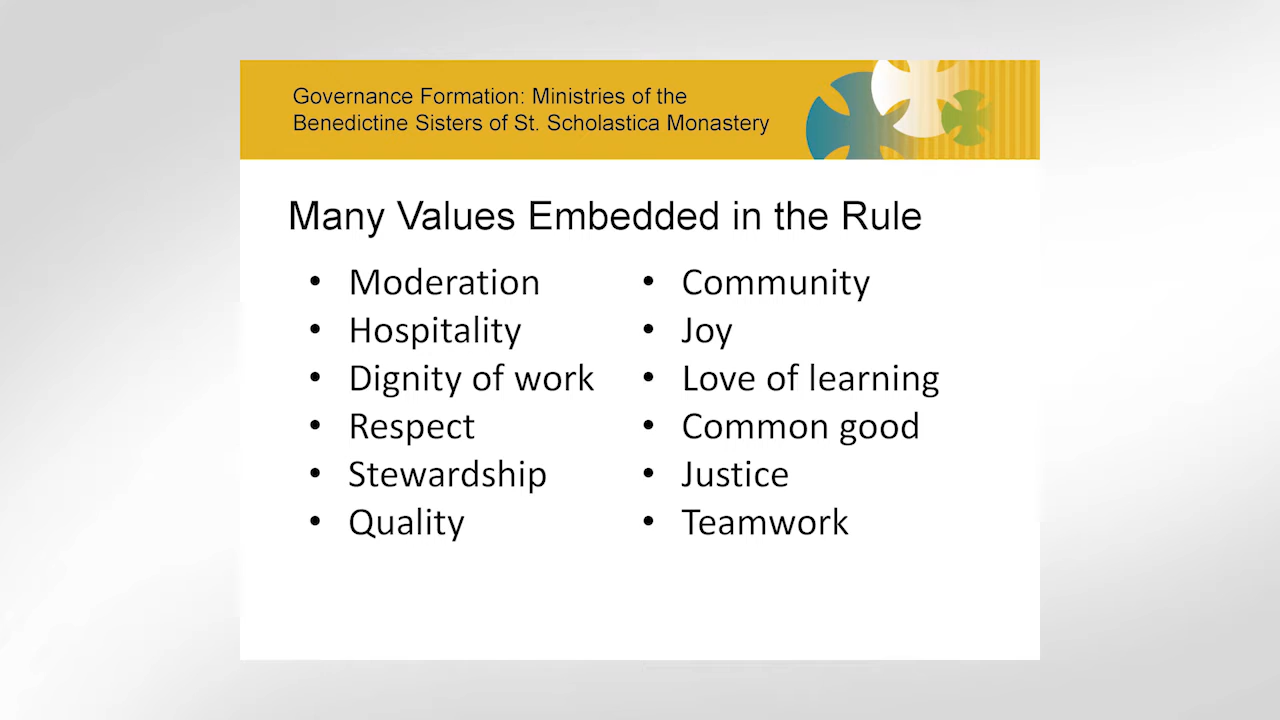 Governance Formation: Ministries of the
Benedictine Sisters of St. Scholastica Monastery
Many Values Embedded in the Rule
• Moderation
• Hospitality
• Dignity of work
• Respect
• Stewardship
• Quality
• Community
• Joy
• Love of learning
• Common good
• Justice
• Teamwork